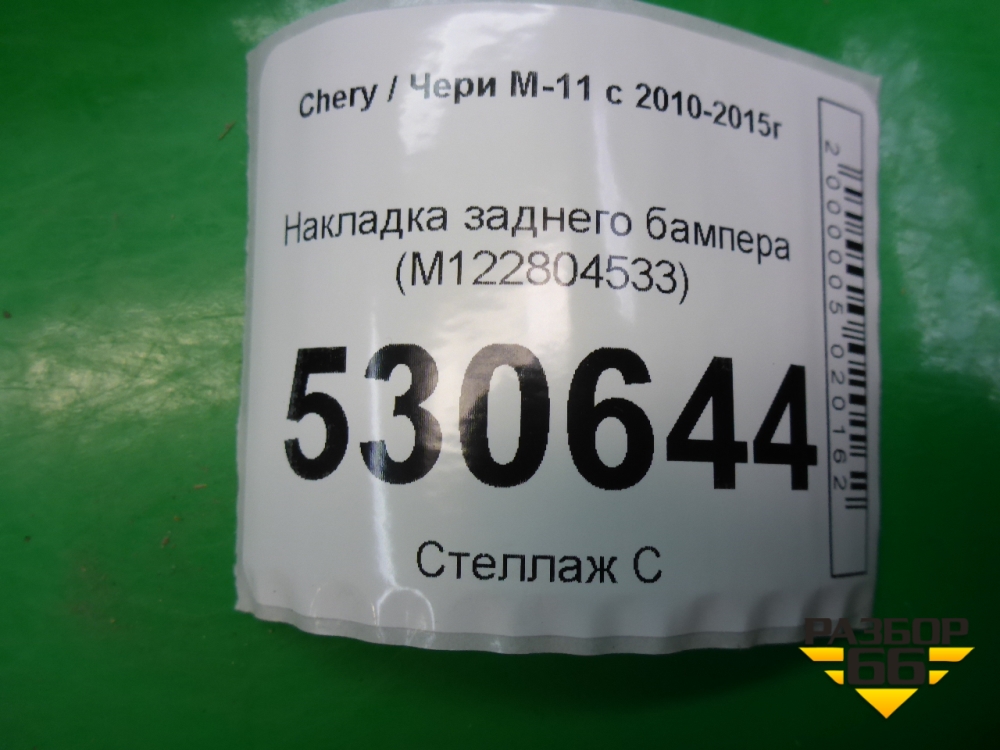 Chery / Чери М-11 с 2010-2015г
Накладка заднего бампера
(M122804533)
530644
Стеллаж С
2000005020162
РАЗБОР
66